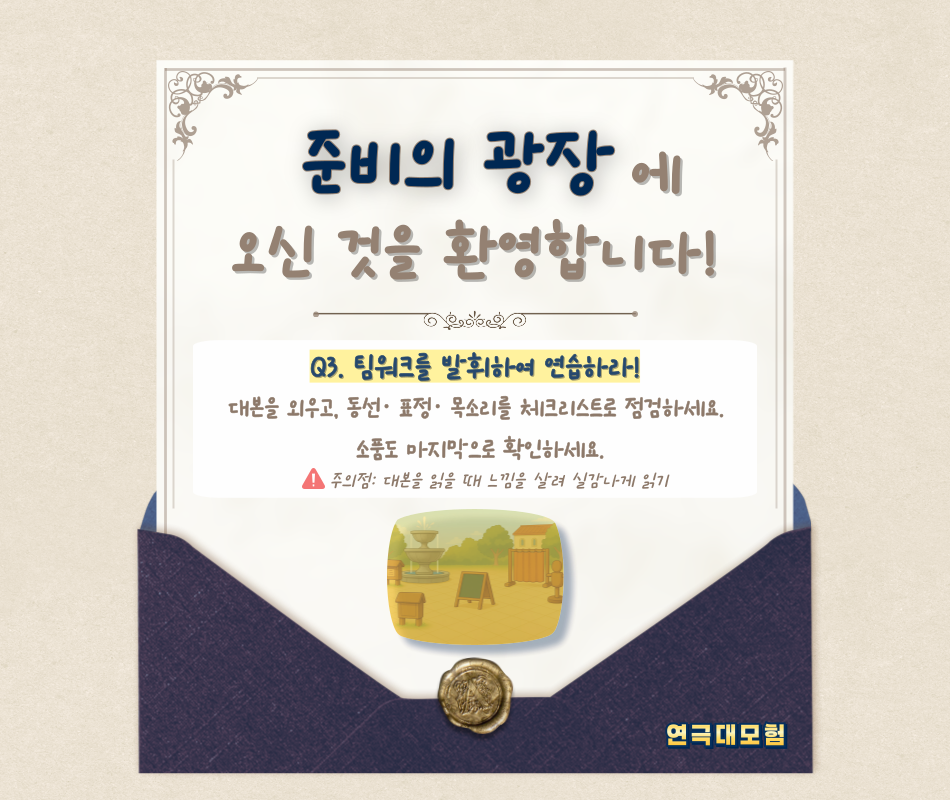 준비의 광장 에
오신 것을 환영합니다!
Q3. 팀워크를 발휘하여 연습하라!
대본을 외우고, 동선· 표정· 목소리를 체크리스트로 점검하세요.
소품도 마지막으로 확인하세요.
주의점: 대본을 읽을 때 느낌을 살려 실감나게 읽기
연극대모험